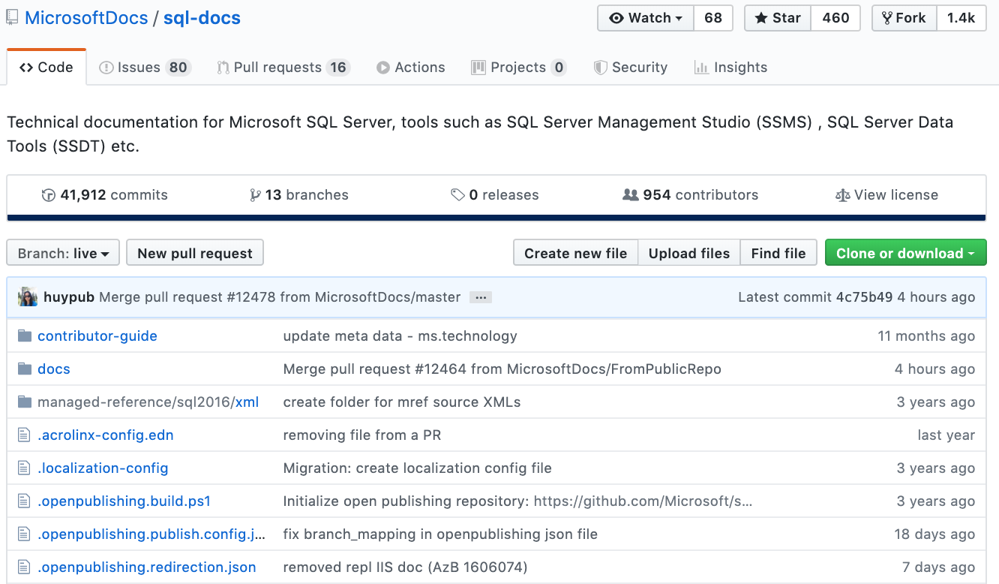 MicrosoftDocs / sql-docs Watch 68 Star 460 Fork 1.4k
Code Issues 80 Pull requests 16 Actions Projects 0 Security Insights
Technical documentation for Microsoft SQL Server, tools such as SQL Server Management Studio (SSMS) , SQL Server Data
Tools (SSDT) etc.
41,912 commits 13 branches 0 releases 954 contributors View license
Branch: live New pull request Create new file Upload files Find file Clone or download
huypub Merge pull request #12478 from MicrosoftDocs/master ... Latest commit 4c75b49 4 hours ago
contributor-guide update meta data - ms.technology 11 months ago
docs Merge pull request #12464 from MicrosoftDocs/FromPublicRepo 4 hours ago
managed-reference/sql2016/xml create folder for mref source XMLs 3 years ago
.acrolinx-config.edn removing file from a PR last year
.localization-config Migration: create localization config file 3 years ago
.openpublishing.build.ps1 Initialize open publishing repository: https://github.com/Microsoft/s... 3 years ago
.openpublishing.publish.config.j... fix branch_mapping in openpublishing json file 18 days ago
.openpublishing.redirection.json removed repl IIS doc (AzB 1606074) 7 days ago